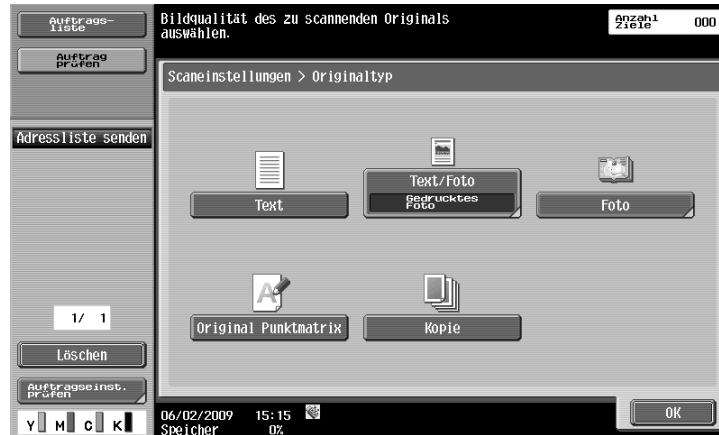 Auftrags-
liste
Auftrag
prüfen
Adressliste senden
1/ 1
Löschen
Auftragseinst.
prüfen
Y M C K
Bildqualität des zu scannenden Originals
auswählen.
Anzahl
Ziele
000
Scaneinstellungen > Originaltyp
Text
Text/Foto
Gedrucktes
Foto
Foto
Original Punktmatrix
Kopie
06/02/2009 15:15
Speicher 0%
OK